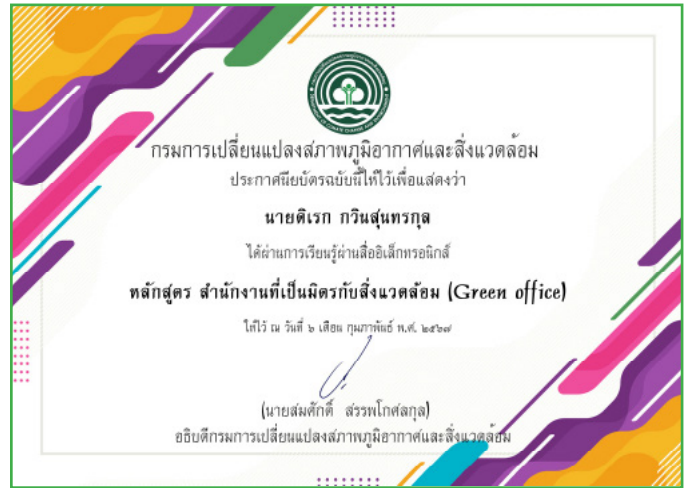 กรมการเปลี่ยนแปลงสภาพภูมิอากาศและสิ่งแวดล้อม
ประกาศนียบัตรฉบับนี้ให้ไว้เพื่อแสดงว่า
นายดิเรก กวินสุนทรกุล
ได้ผ่านการเรียนรู้ผ่านสื่ออิเล็กทรอนิกส์
หลักสูตร สำนักงานที่เป็นมิตรกับสิ่งแวดล้อม (Green office)
ให้ไว้ ณ วันที่ ๖ เดือน กุมภาพันธ์ พ.ศ. ๒๕๖๗
(นายสมศักดิ์ สรรพโกศลกุล)
อธิบดีกรมการเปลี่ยนแปลงสภาพภูมิอากาศและสิ่งแวดล้อม